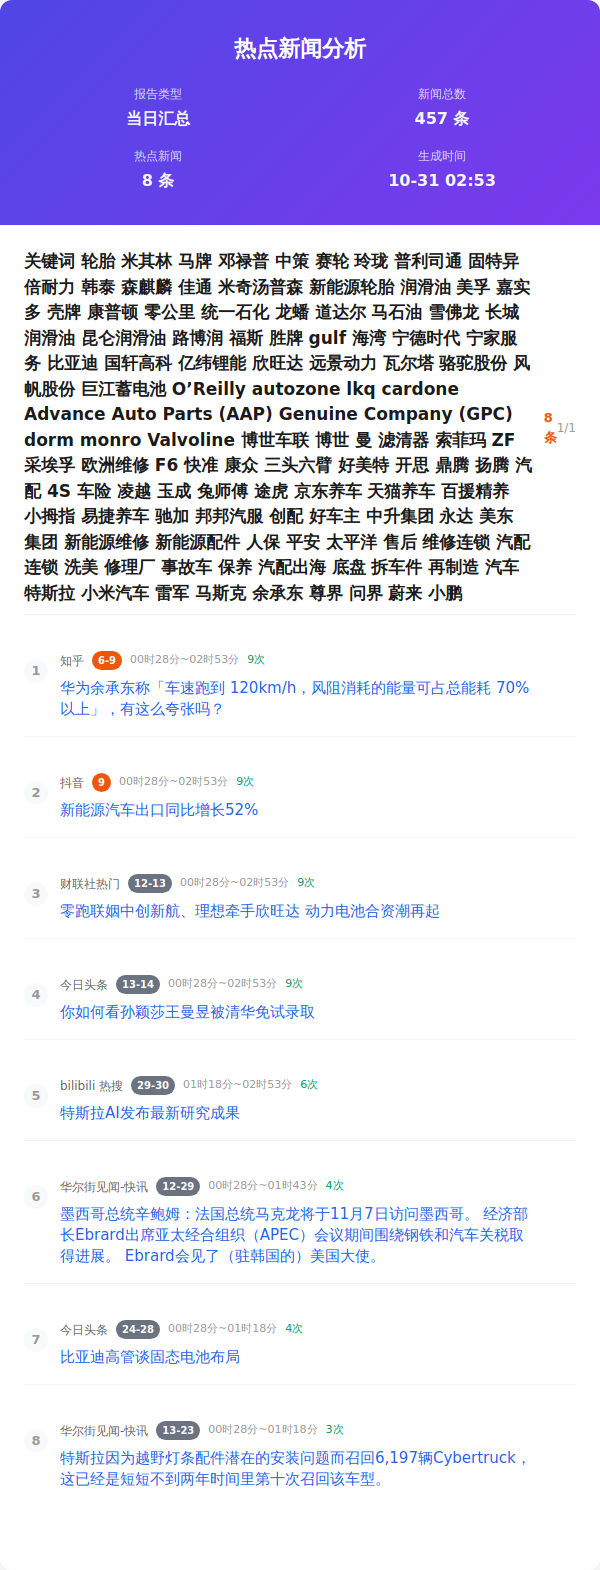 热点新闻分析
报告类型
当日汇总
新闻总数
457 条
热点新闻
8 条
生成时间
10-31 02:53
关键词 轮胎 米其林 马牌 邓禄普 中策 赛轮 玲珑 普利司通 固特异
倍耐力 韩泰 森麒麟 佳通 米奇汤普森 新能源轮胎 润滑油 美孚 嘉实
多 壳牌 康普顿 零公里 统一石化 龙蟠 道达尔 马石油 雪佛龙 长城
润滑油 昆仑润滑油 路博润 福斯 胜牌 gulf 海湾 宁德时代 宁家服
务 比亚迪 国轩高科 亿纬锂能 欣旺达 远景动力 瓦尔塔 骆驼股份 风
帆股份 巨江蓄电池 O’Reilly autozone lkq cardone
Advance Auto Parts (AAP) Genuine Company (GPC)
dorm monro Valvoline 博世车联 博世 曼 滤清器 索菲玛 ZF
采埃孚 欧洲维修 F6 快准 康众 三头六臂 好美特 开思 鼎腾 扬腾 汽
配 4S 车险 凌越 玉成 兔师傅 途虎 京东养车 天猫养车 百援精养
小拇指 易捷养车 驰加 邦邦汽服 创配 好车主 中升集团 永达 美东
集团 新能源维修 新能源配件 人保 平安 太平洋 售后 维修连锁 汽配
连锁 洗美 修理厂 事故车 保养 汽配出海 底盘 拆车件 再制造 汽车
特斯拉 小米汽车 雷军 马斯克 余承东 尊界 问界 蔚来 小鹏
8
条
1/1
1
知乎 6-9 00时28分~02时53分 9次
华为余承东称「车速跑到 120km/h，风阻消耗的能量可占总能耗 70%
以上」，有这么夸张吗？
2
抖音 9 00时28分~02时53分 9次
新能源汽车出口同比增长52%
3
财联社热门 12-13 00时28分~02时53分 9次
零跑联姻中创新航、理想牵手欣旺达 动力电池合资潮再起
4
今日头条 13-14 00时28分~02时53分 9次
你如何看孙颖莎王曼昱被清华免试录取
5
bilibili 热搜 29-30 01时18分~02时53分 6次
特斯拉AI发布最新研究成果
6
华尔街见闻-快讯 12-29 00时28分~01时43分 4次
墨西哥总统辛鲍姆：法国总统马克龙将于11月7日访问墨西哥。 经济部
长Ebrard出席亚太经合组织（APEC）会议期间围绕钢铁和汽车关税取
得进展。 Ebrard会见了（驻韩国的）美国大使。
7
今日头条 24-28 00时28分~01时18分 4次
比亚迪高管谈固态电池布局
8
华尔街见闻-快讯 13-23 00时28分~01时18分 3次
特斯拉因为越野灯条配件潜在的安装问题而召回6,197辆Cybertruck，
这已经是短短不到两年时间里第十次召回该车型。